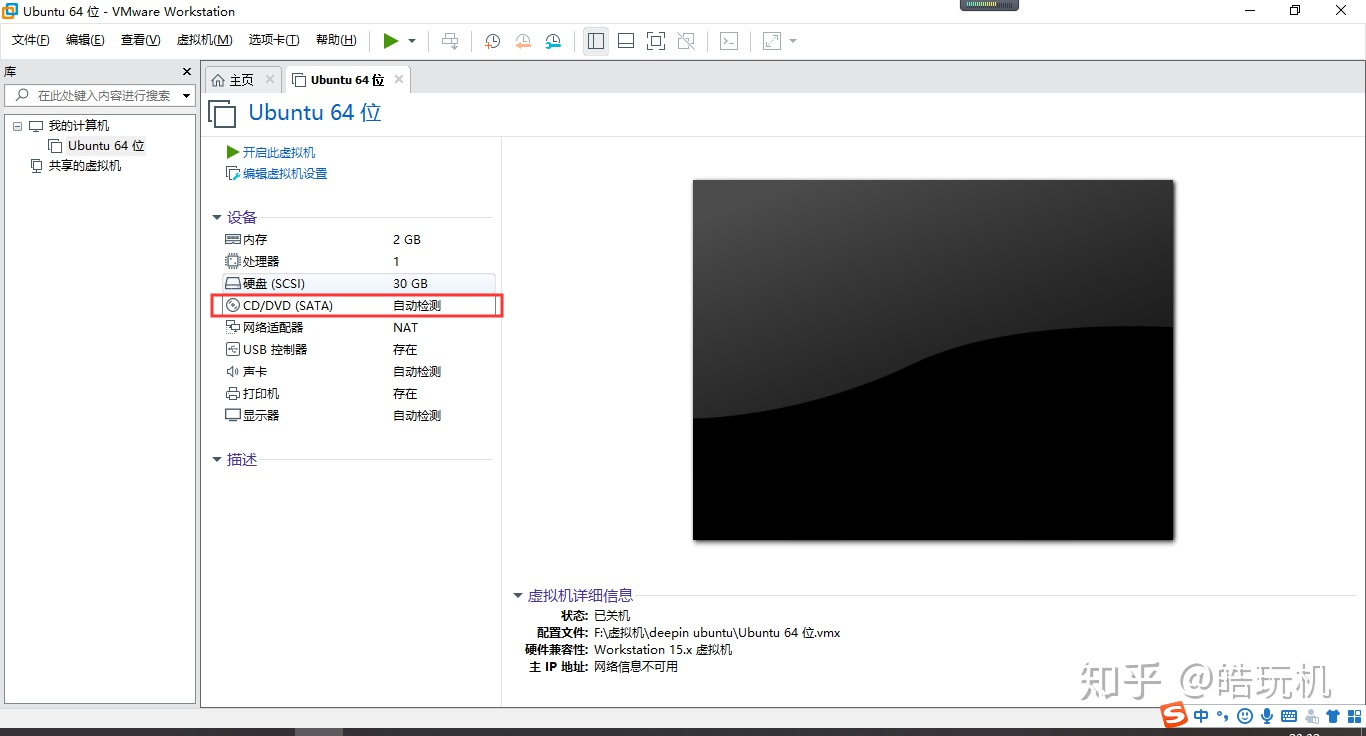 Ubuntu 64 位 - VMware Workstation
文件(F) 编辑(E) 查看(V) 虚拟机(M) 选项卡(T) 帮助(H)
库
在此处键入内容进行搜索
我的计算机
Ubuntu 64 位
共享的虚拟机
主页 Ubuntu 64 位
Ubuntu 64 位
开启此虚拟机
编辑虚拟机设置
设备
内存 2 GB
处理器 1
硬盘 (SCSI) 30 GB
CD/DVD (SATA) 自动检测
网络适配器 NAT
USB 控制器 存在
声卡 自动检测
打印机 存在
显示器 自动检测
描述
虚拟机详细信息
状态: 已关机
配置文件: F:\虚拟机\deepin ubuntu\Ubuntu 64 位.vmx
硬件兼容性: Workstation 15.x 虚拟机
主 IP 地址: 网络信息不可用
知乎 @皓玩机
S 中